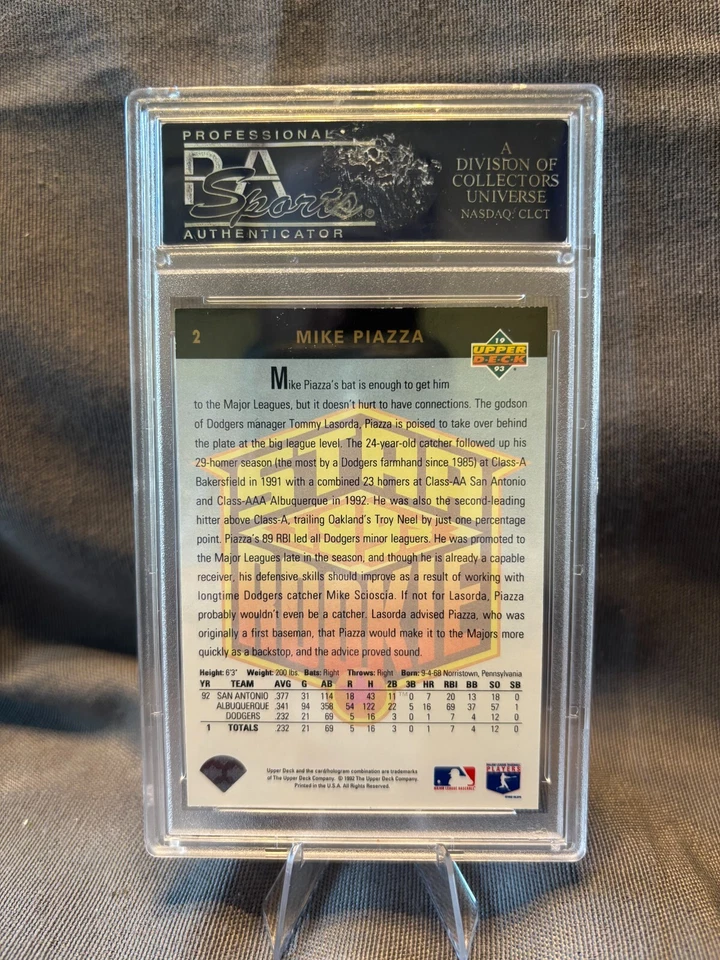 PROFESSIONAL
PSA
Sports®
AUTHENTICATOR
A
DIVISION OF
COLLECTORS
UNIVERSE
NASDAQ: CLCT
2 MIKE PIAZZA
19
UPPER
DECK
93
Mike Piazza's bat is enough to get him
to the Major Leagues, but it doesn't hurt to have connections. The godson
of Dodgers manager Tommy Lasorda, Piazza is poised to take over behind
the plate at the big league level. The 24-year-old catcher followed up his
29-homer season (the most by a Dodgers farmhand since 1985) at Class-A
Bakersfield in 1991 with a combined 23 homers at Class-AA San Antonio
and Class-AAA Albuquerque in 1992. He was also the second-leading
hitter above Class-A, trailing Oakland's Troy Neel by just one percentage
point. Piazza's 89 RBI led all Dodgers minor leaguers. He was promoted to
the Major Leagues late in the season, and though he is already a capable
receiver, his defensive skills should improve as a result of working with
longtime Dodgers catcher Mike Scioscia. If not for Lasorda, Piazza
probably wouldn't even be a catcher. Lasorda advised Piazza, who was
originally a first baseman, that Piazza would make it to the Majors more
quickly as a backstop, and the advice proved sound.
STAR
ROOKIE
Height: 6'3" Weight: 200 lbs. Bats: Right Throws: Right Born: 9-4-68 Norristown, Pennsylvania
YR TEAM AVG G AB R H 2B 3B HR RBI BB SO SB
92 SAN ANTONIO .377 31 114 18 43 11 0 7 20 13 18 0
ALBUQUERQUE .341 94 358 54 122 22 5 16 69 37 57 1
DODGERS .232 21 69 5 16 3 0 1 7 4 12 0
1 TOTALS .232 21 69 5 16 3 0 1 7 4 12 0
Upper Deck and the card/hologram combination are trademarks
of The Upper Deck Company. © 1992 The Upper Deck Company.
Printed in the U.S.A. All Rights Reserved.
MAJOR LEAGUE BASEBALL
PLAYERS